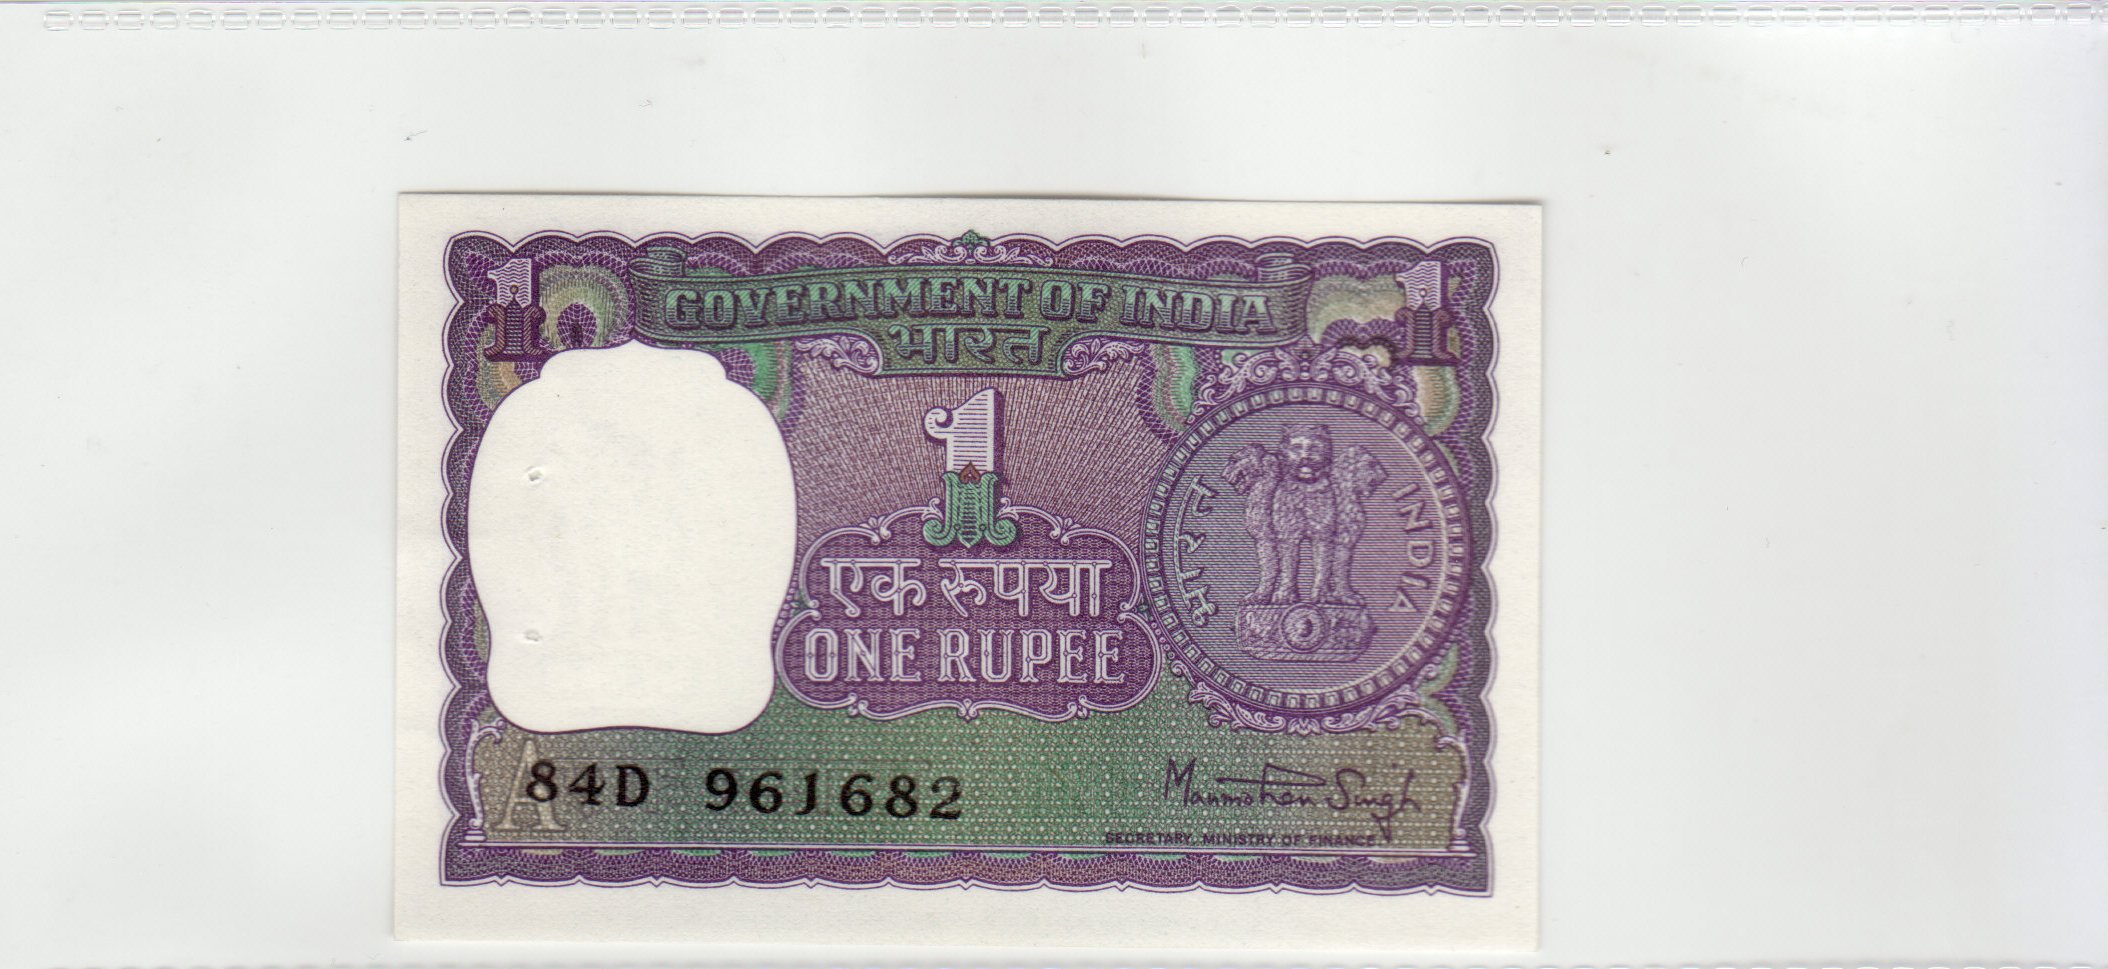 1 1
GOVERNMENT OF INDIA
भारत
1
भारत INDIA
एक रुपया
ONE RUPEE
A
84D 961682
Manmohan Singh
SECRETARY, MINISTRY OF FINANCE.